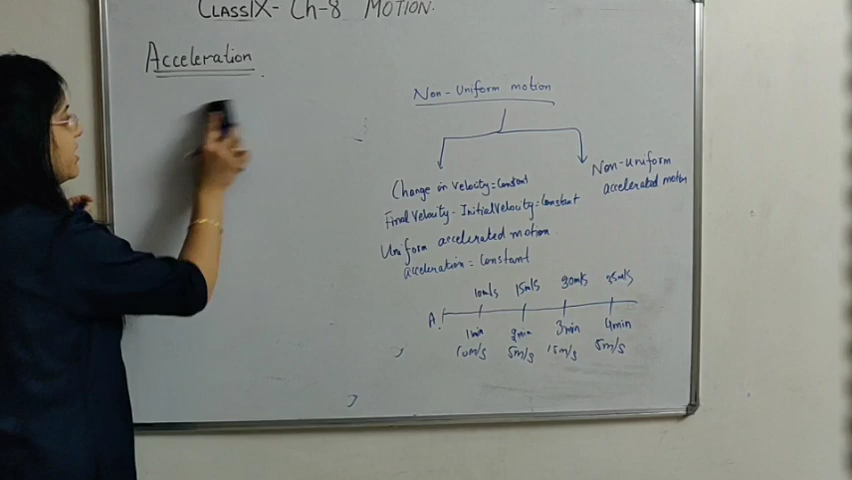 CLASSIX- Ch-8 MOTION.
Acceleration
Non-Uniform motion
Non-Uniform
accelerated motion
Change in velocity=Constant
Final velocity - Initial velocity=Constant
Uniform accelerated motion
acceleration = Constant
10m/s 15m/s 30m/s 35m/s
A.
1min 2min 3min 4min
10m/s 5m/s 15m/s 5m/s